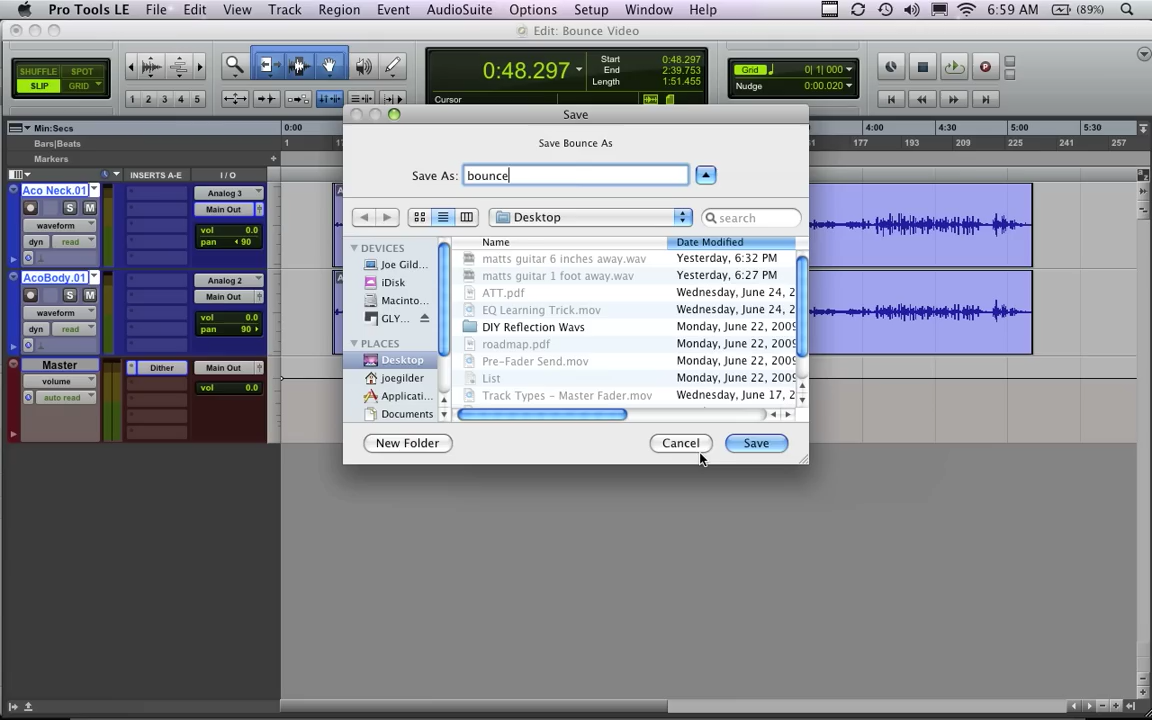 Pro Tools LE File Edit View Track Region Event AudioSuite Options Setup Window Help 6:59 AM (89%)
Edit: Bounce Video
SHUFFLE SPOT
SLIP GRID
1 2 3 4 5
0:48.297
Start 0:48.297
End 2:39.753
Length 1:51.455
Cursor
Grid 0| 1| 000
Nudge 0:00.020
Min:Secs 0:00 4:00 4:30 5:00 5:30
Bars|Beats 1 193 209 225 241 257
Markers
INSERTS A-E I / O
Aco Neck.01
S M
waveform
dyn read
Analog 3
Main Out
vol 0.0
pan 90
AcoBody.01
S M
waveform
dyn read
Analog 2
Main Out
vol 0.0
pan 90
Master
volume
auto read
Dither
Main Out
vol 0.0
Save
Save Bounce As
Save As: bounce
Desktop
search
DEVICES
Joe Gild...
iDisk
Macinto...
GLY...
PLACES
Desktop
joegilder
Applicati...
Documents
Name Date Modified
matts guitar 6 inches away.wav Yesterday, 6:32 PM
matts guitar 1 foot away.wav Yesterday, 6:27 PM
ATT.pdf Wednesday, June 24, 2
EQ Learning Trick.mov Wednesday, June 24, 2
DIY Reflection Wavs Monday, June 22, 2009
roadmap.pdf Monday, June 22, 2009
Pre-Fader Send.mov Monday, June 22, 2009
List Monday, June 22, 2009
Track Types – Master Fader.mov Wednesday, June 17, 2
New Folder Cancel Save